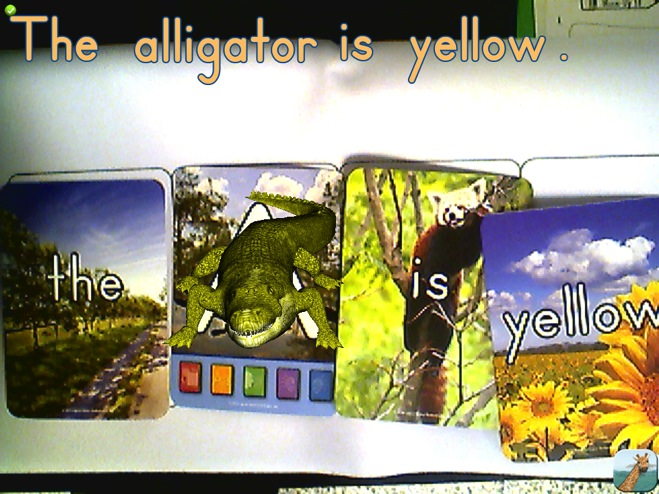 The alligator is yellow.
the
is
yellow